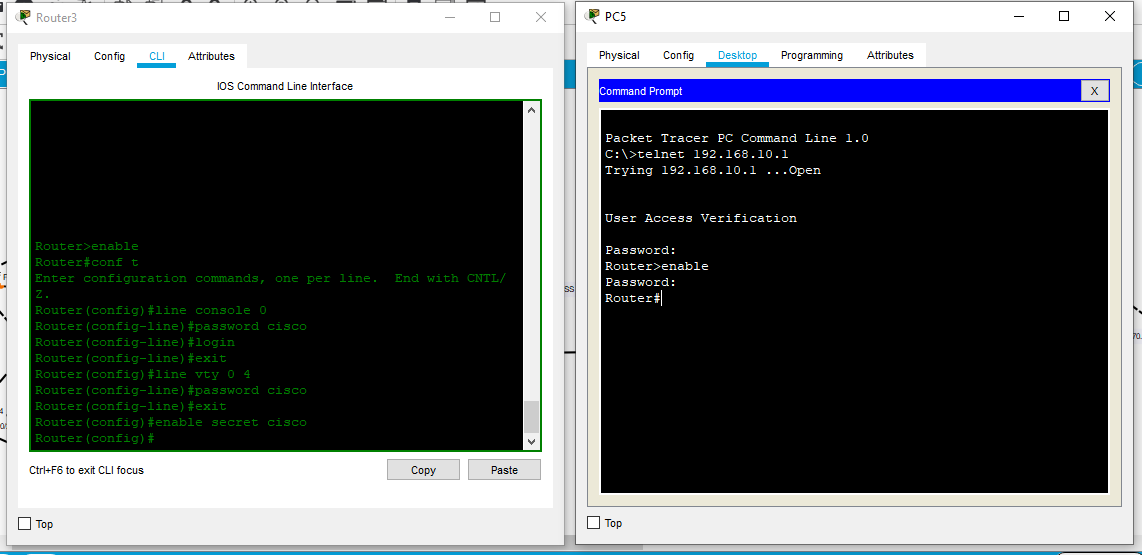 Router3
Physical Config CLI Attributes
IOS Command Line Interface
Router>enable
Router#conf t
Enter configuration commands, one per line.  End with CNTL/
Z.
Router(config)#line console 0
Router(config-line)#password cisco
Router(config-line)#login
Router(config-line)#exit
Router(config)#line vty 0 4
Router(config-line)#password cisco
Router(config-line)#exit
Router(config)#enable secret cisco
Router(config)#
Ctrl+F6 to exit CLI focus
Copy
Paste
Top
PC5
Physical Config Desktop Programming Attributes
Command Prompt
X
Packet Tracer PC Command Line 1.0
C:\>telnet 192.168.10.1
Trying 192.168.10.1 ...Open
User Access Verification
Password:
Router>enable
Password:
Router#
Top